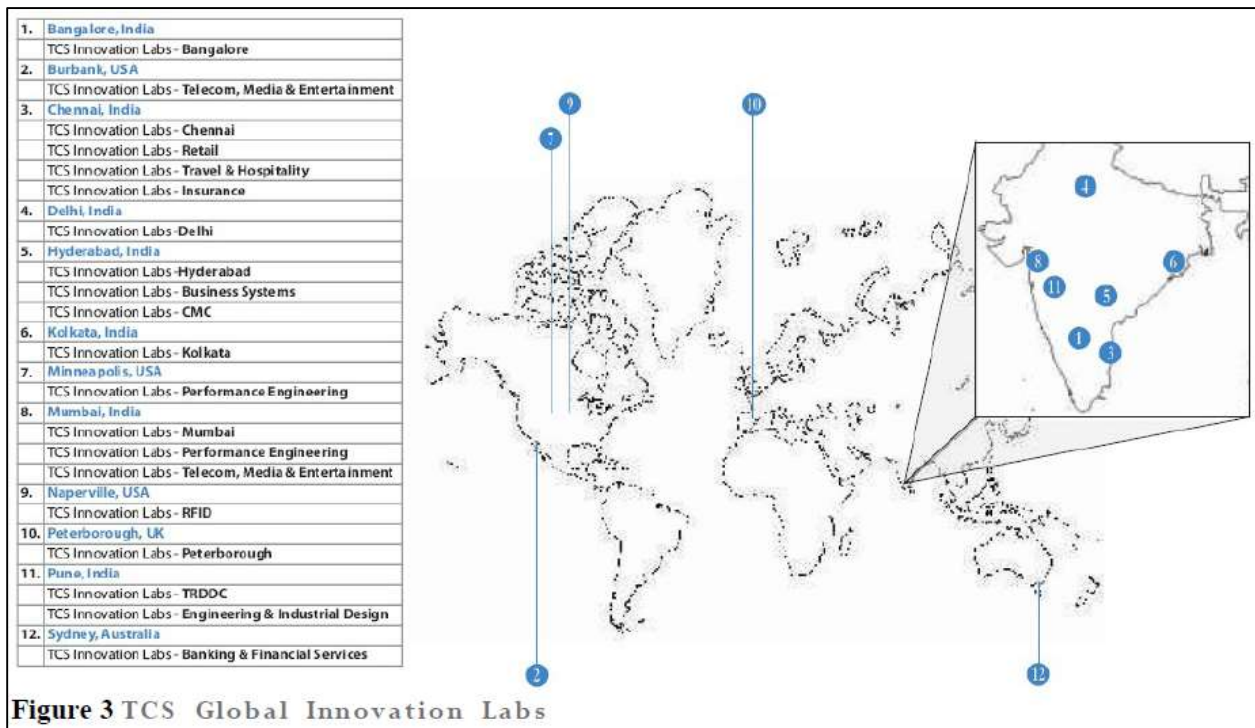 1. Bangalore, India
TCS Innovation Labs - Bangalore
2. Burbank, USA
TCS Innovation Labs - Telecom, Media & Entertainment
3. Chennai, India
TCS Innovation Labs - Chennai
TCS Innovation Labs - Retail
TCS Innovation Labs - Travel & Hospitality
TCS Innovation Labs - Insurance
4. Delhi, India
TCS Innovation Labs -Delhi
5. Hyderabad, India
TCS Innovation Labs -Hyderabad
TCS Innovation Labs - Business Systems
TCS Innovation Labs - CMC
6. Kolkata, India
TCS Innovation Labs - Kolkata
7. Minneapolis, USA
TCS Innovation Labs - Performance Engineering
8. Mumbai, India
TCS Innovation Labs - Mumbai
TCS Innovation Labs - Performance Engineering
TCS Innovation Labs - Telecom, Media & Entertainment
9. Naperville, USA
TCS Innovation Labs - RFID
10. Peterborough, UK
TCS Innovation Labs - Peterborough
11. Pune, India
TCS Innovation Labs - TRDDC
TCS Innovation Labs - Engineering & Industrial Design
12. Sydney, Australia
TCS Innovation Labs - Banking & Financial Services
9
10
7
4
8
6
11
5
1
3
2
12
Figure 3 TCS Global Innovation Labs